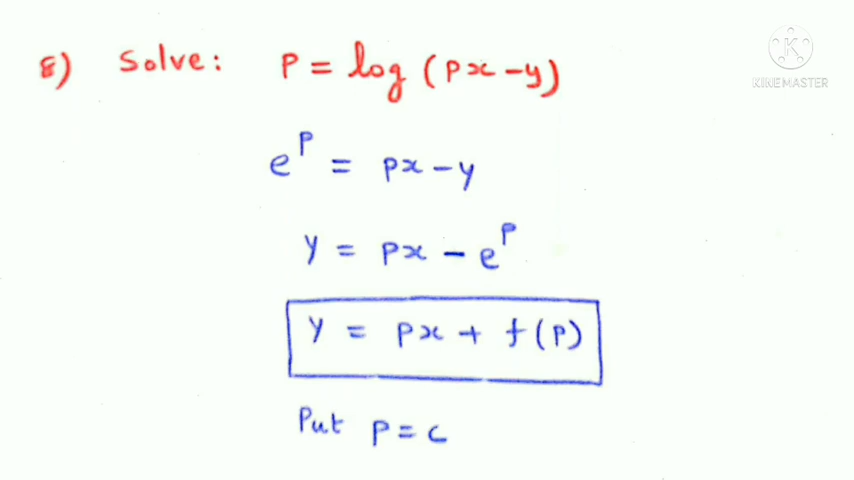 8) Solve: P = log (px - y)
KINEMASTER
e^P = px - y
y = px - e^P
y = px + f(P)
Put P = c